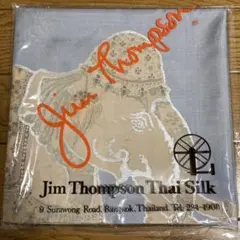 Jim Thompson
Jim Thompson Thai Silk
9 Surawong Road, Bangkok, Thailand. Tel: 234-4900